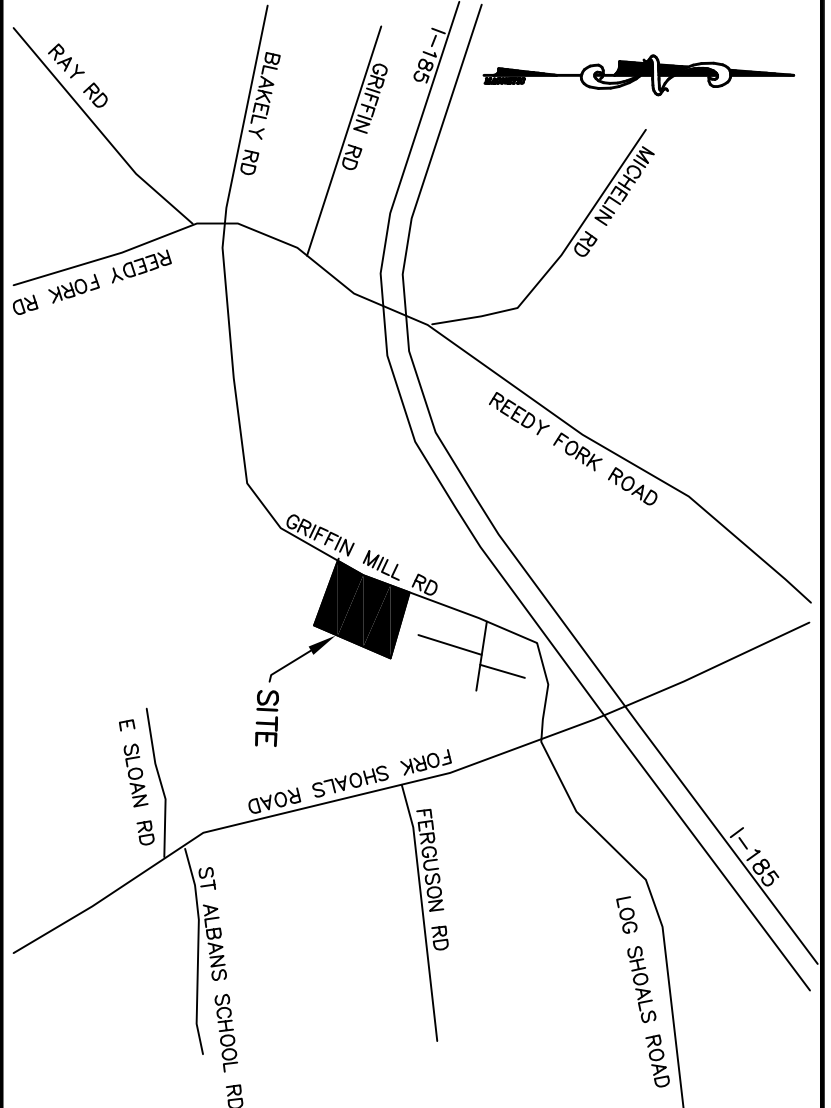 RAY RD
BLAKELY RD
GRIFFIN RD
I-185
MICHELIN RD
REEDY FORK RD
REEDY FORK ROAD
GRIFFIN MILL RD
SITE
E SLOAN RD
FORK SHOALS ROAD
ST ALBANS SCHOOL RD
FERGUSON RD
I-185
LOG SHOALS ROAD